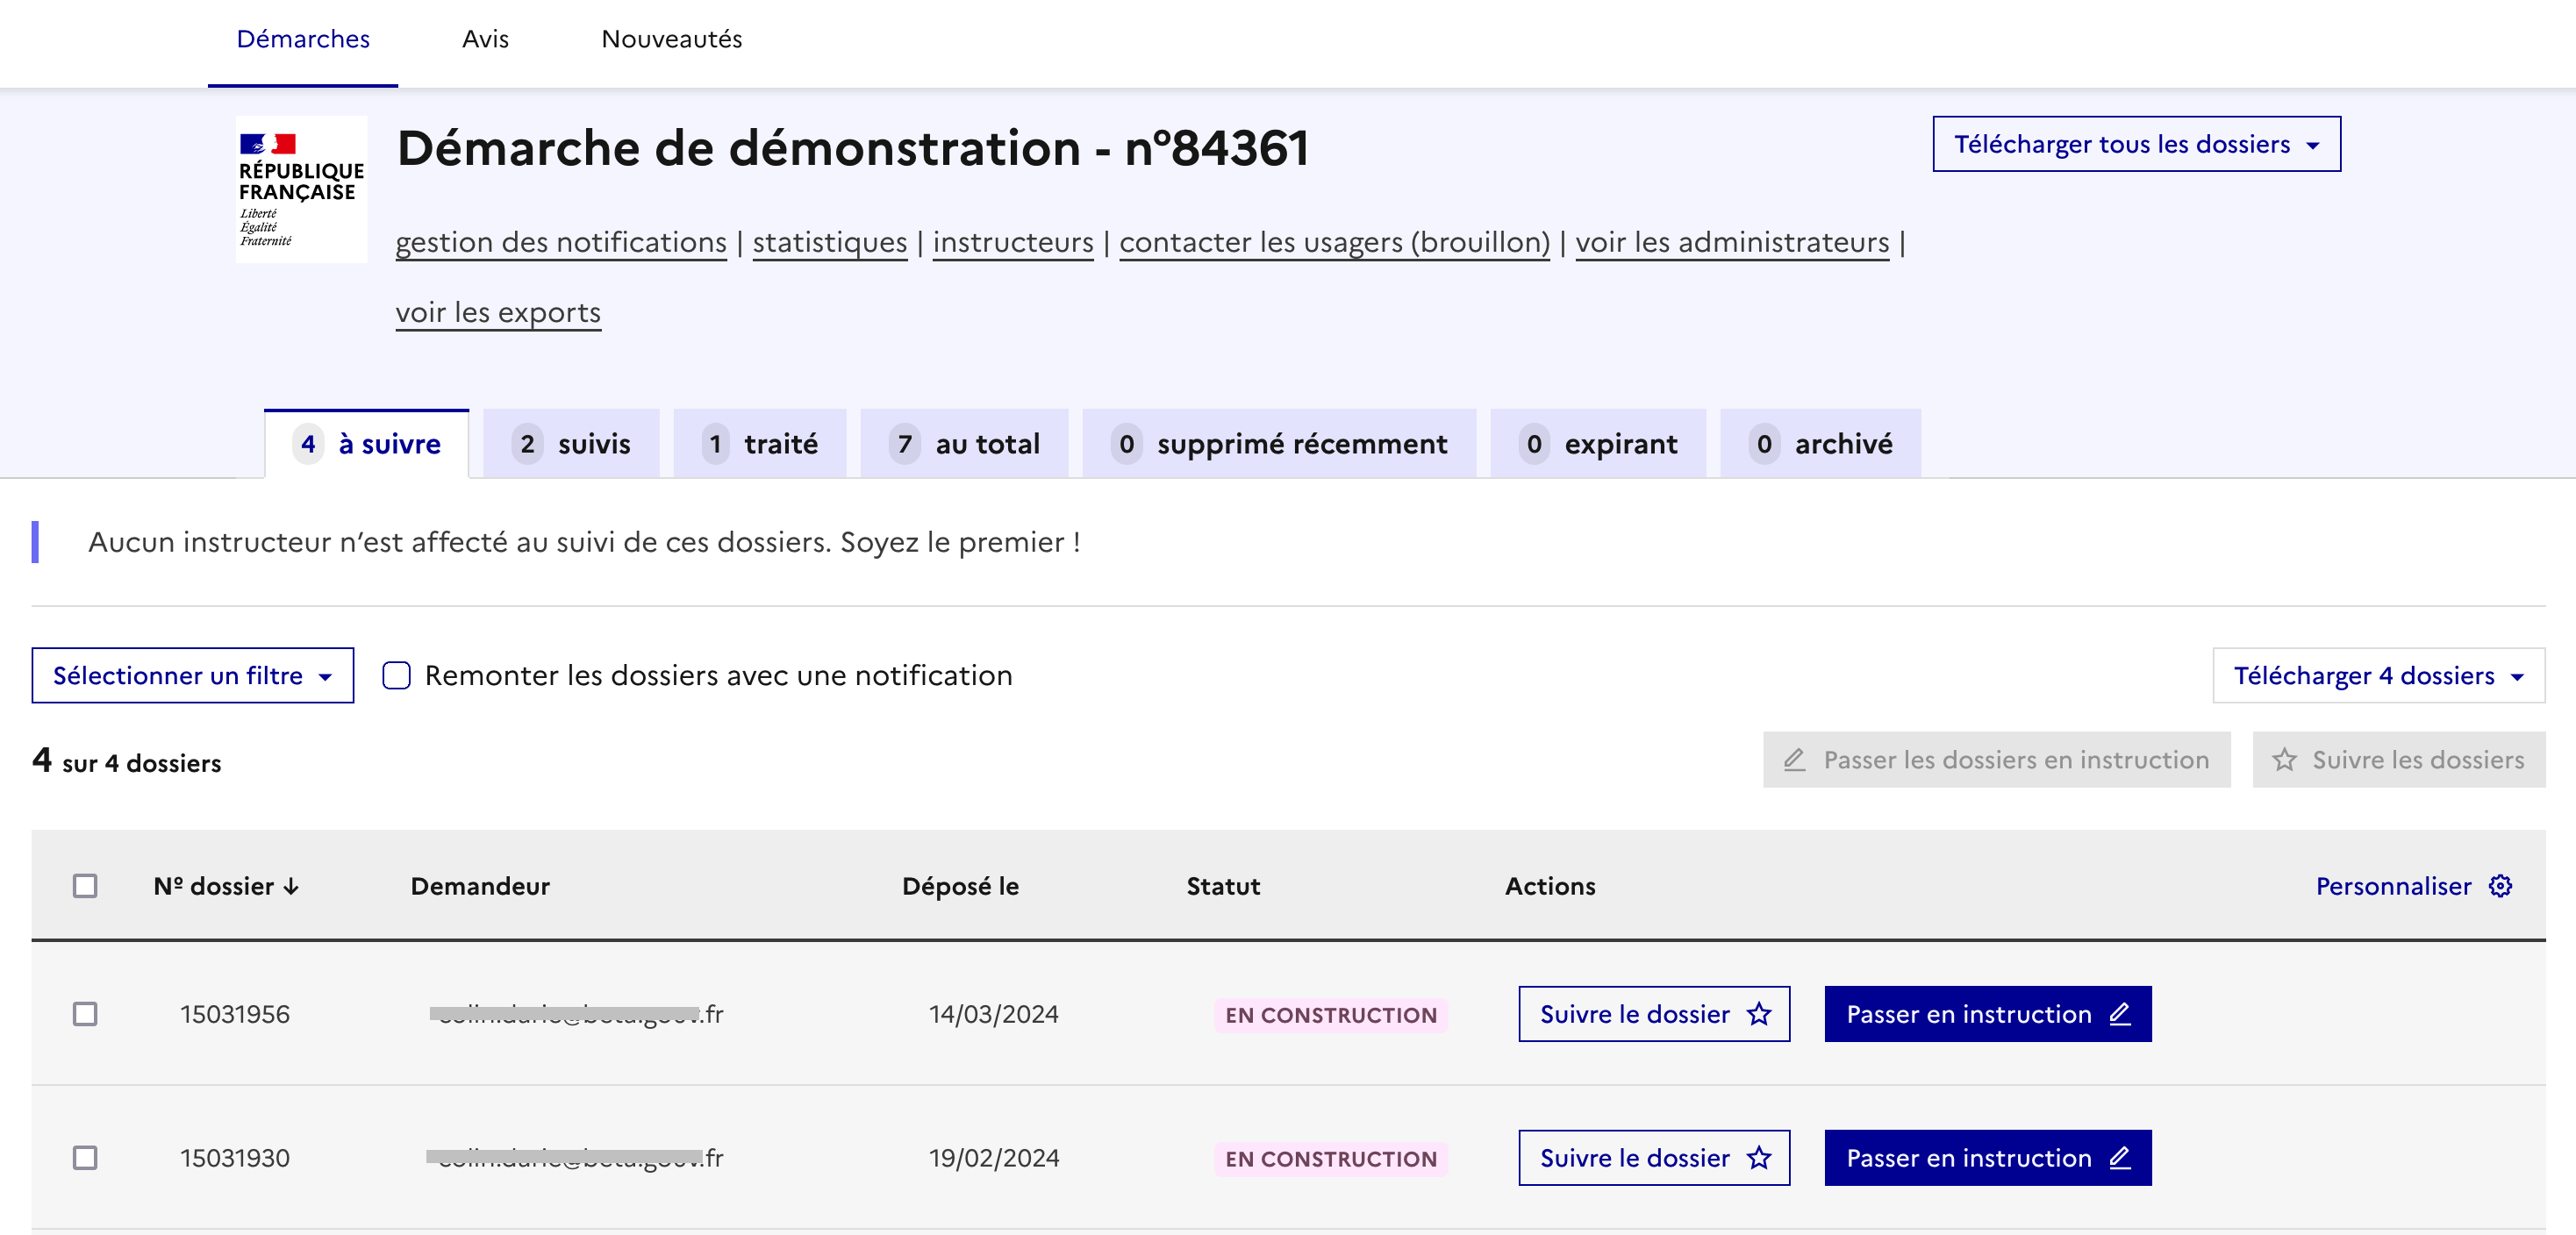 Démarches Avis Nouveautés
RÉPUBLIQUE
FRANÇAISE
Liberté
Égalité
Fraternité
Démarche de démonstration - n°84361
Télécharger tous les dossiers
gestion des notifications | statistiques | instructeurs | contacter les usagers (brouillon) | voir les administrateurs |
voir les exports
4 à suivre 2 suivis 1 traité 7 au total 0 supprimé récemment 0 expirant 0 archivé
Aucun instructeur n’est affecté au suivi de ces dossiers. Soyez le premier !
Sélectionner un filtre Remonter les dossiers avec une notification Télécharger 4 dossiers
4 sur 4 dossiers Passer les dossiers en instruction Suivre les dossiers
Nº dossier ↓ Demandeur Déposé le Statut Actions Personnaliser
15031956 .fr 14/03/2024 EN CONSTRUCTION Suivre le dossier Passer en instruction
15031930 .fr 19/02/2024 EN CONSTRUCTION Suivre le dossier Passer en instruction